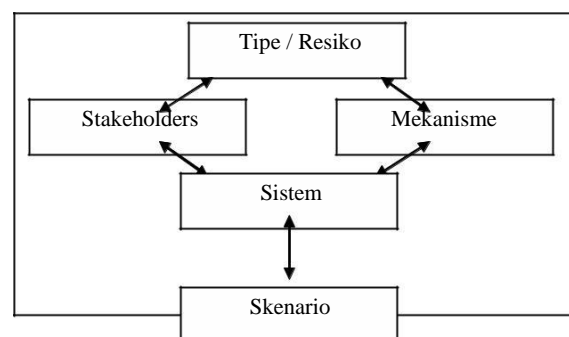 Tipe / Resiko
Stakeholders
Mekanisme
Sistem
Skenario